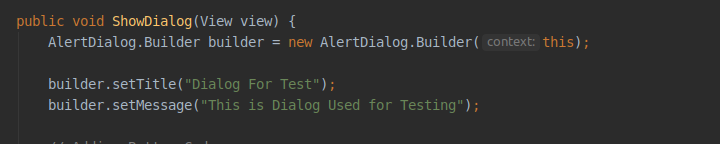 public void ShowDialog(View view) {
AlertDialog.Builder builder = new AlertDialog.Builder( context: this);
builder.setTitle("Dialog For Test");
builder.setMessage("This is Dialog Used for Testing");